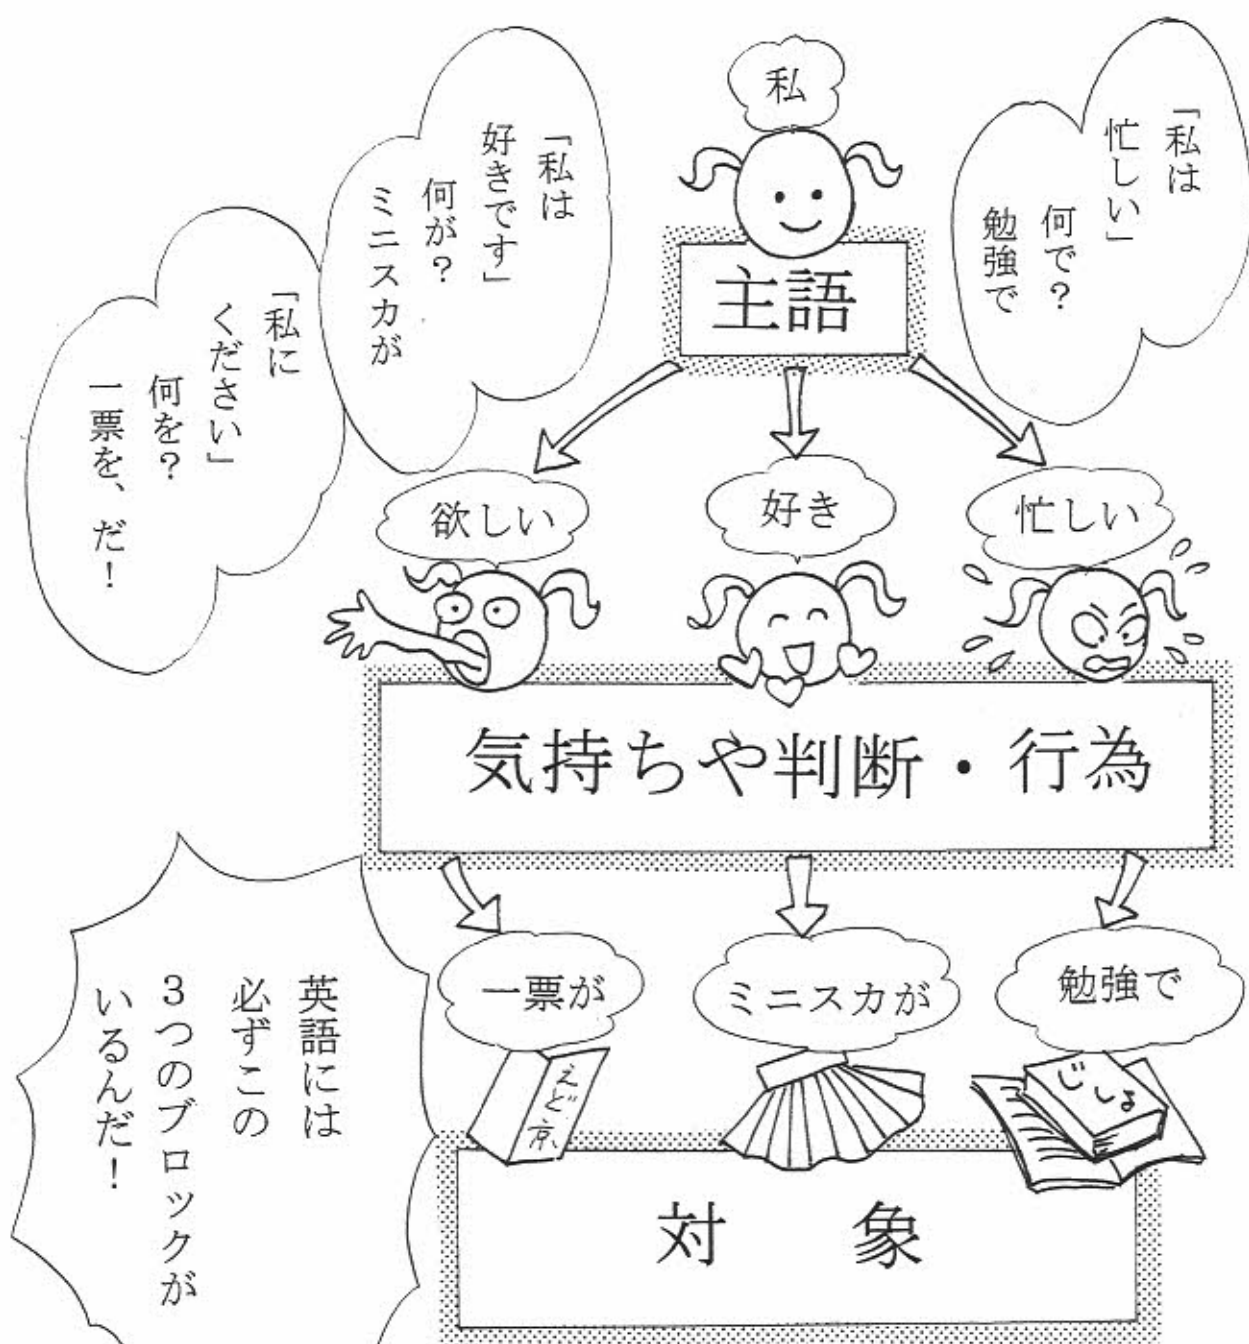 私
「私は
忙しい」
何で?
勉強で
「私は
好きです」
何が?
ミニスカが
「私に
ください」
何を?
一票を、だ!
主語
欲しい
好き
忙しい
気持ちや判断・行為
一票が
ミニスカが
勉強で
えど京
じしょ
対象
英語には
必ずこの
3つのブロックが
いるんだ!